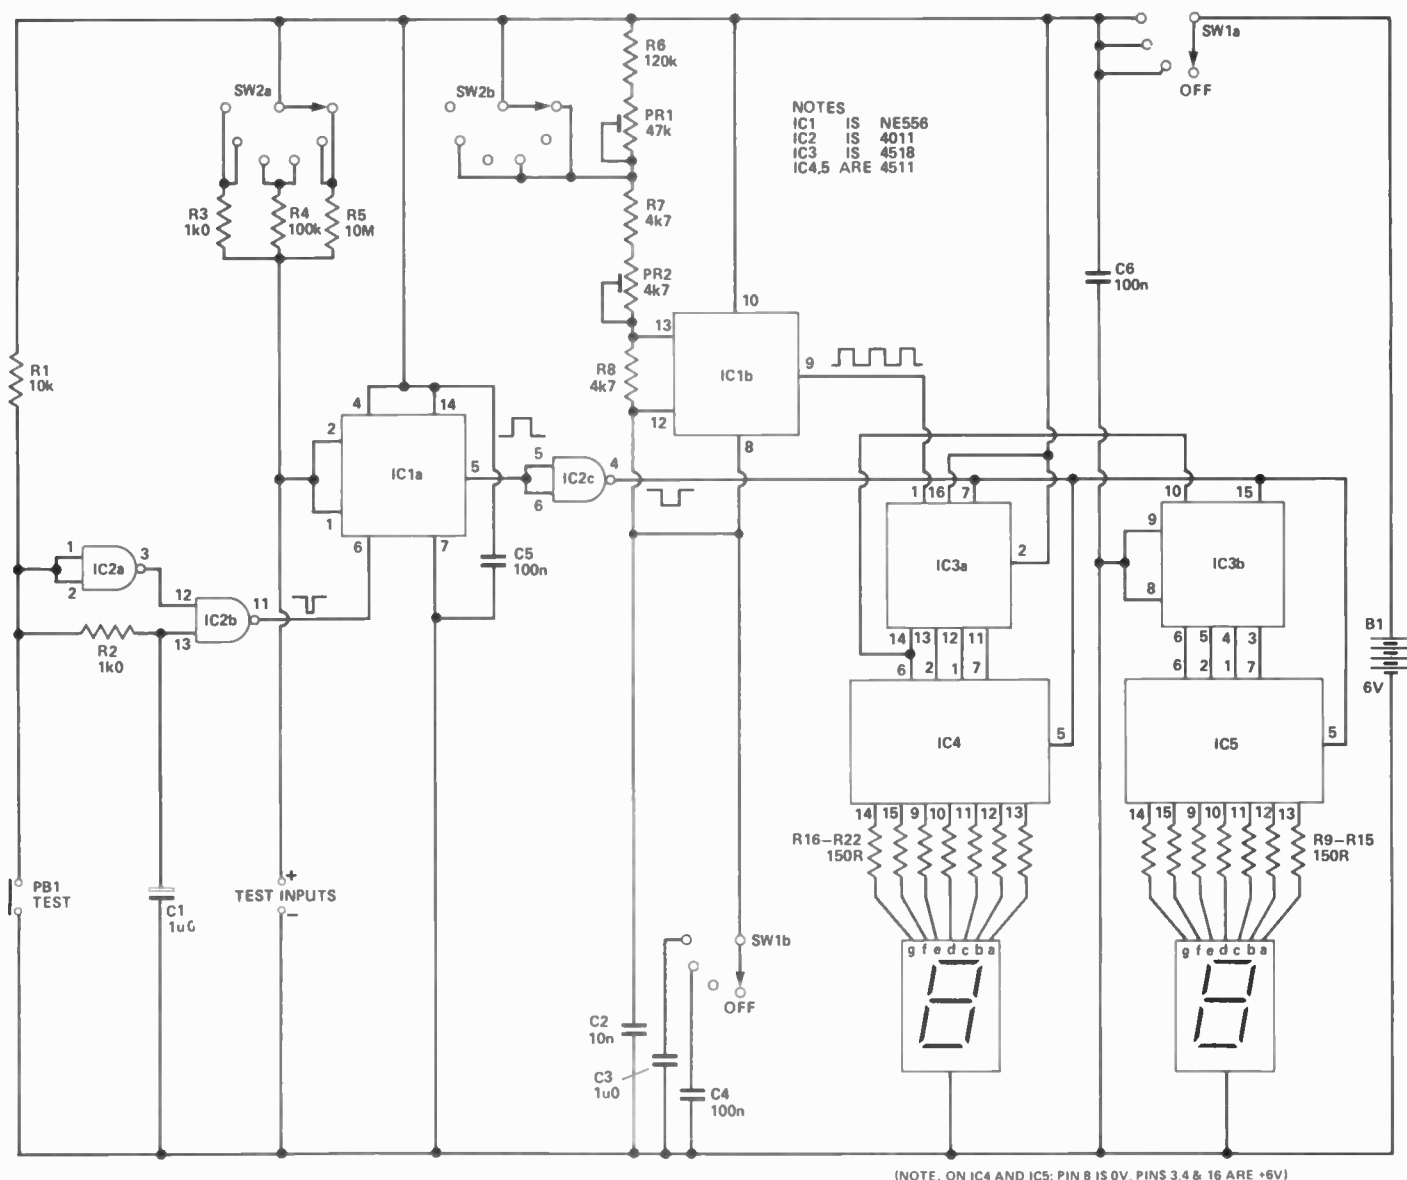 SW1a
OFF
R6
120k
SW2a
SW2b
PR1
47k
NOTES
IC1 IS NE556
IC2 IS 4011
IC3 IS 4518
IC4,5 ARE 4511
R3
1k0
R4
100k
R5
10M
R7
4k7
PR2
4k7
C6
100n
10
13
R1
10k
R8
4k7
IC1b
9
12
8
4
14
2
IC1a
5
1
6
7
5
IC2c
4
6
C5
100n
1
16
7
IC3a
2
10
15
9
IC3b
8
1
IC2a
3
2
12
IC2b
11
13
R2
1k0
14
13
12
11
6
2
1
7
6
5
4
3
6
2
1
7
B1
6V
IC4
5
IC5
5
14
15
9
10
11
12
13
14
15
9
10
11
12
13
R16–R22
150R
R9–R15
150R
PB1
TEST
C1
1u0
+
TEST INPUTS
–
SW1b
OFF
g f e d c b a
g f e d c b a
C2
10n
C3
1u0
C4
100n
(NOTE, ON IC4 AND IC5: PIN 8 IS 0V, PINS 3,4 & 16 ARE +6V)